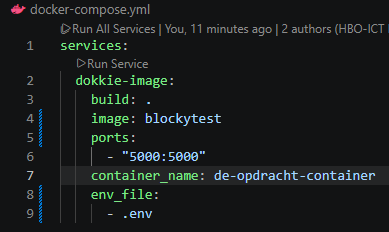 docker-compose.yml
Run All Services | You, 11 minutes ago | 2 authors (HBO-ICT
1 services:
Run Service
2 dokkie-image:
3 build: .
4 image: blockytest
5 ports:
6 - "5000:5000"
7 container_name: de-opdracht-container
8 env_file:
9 - .env